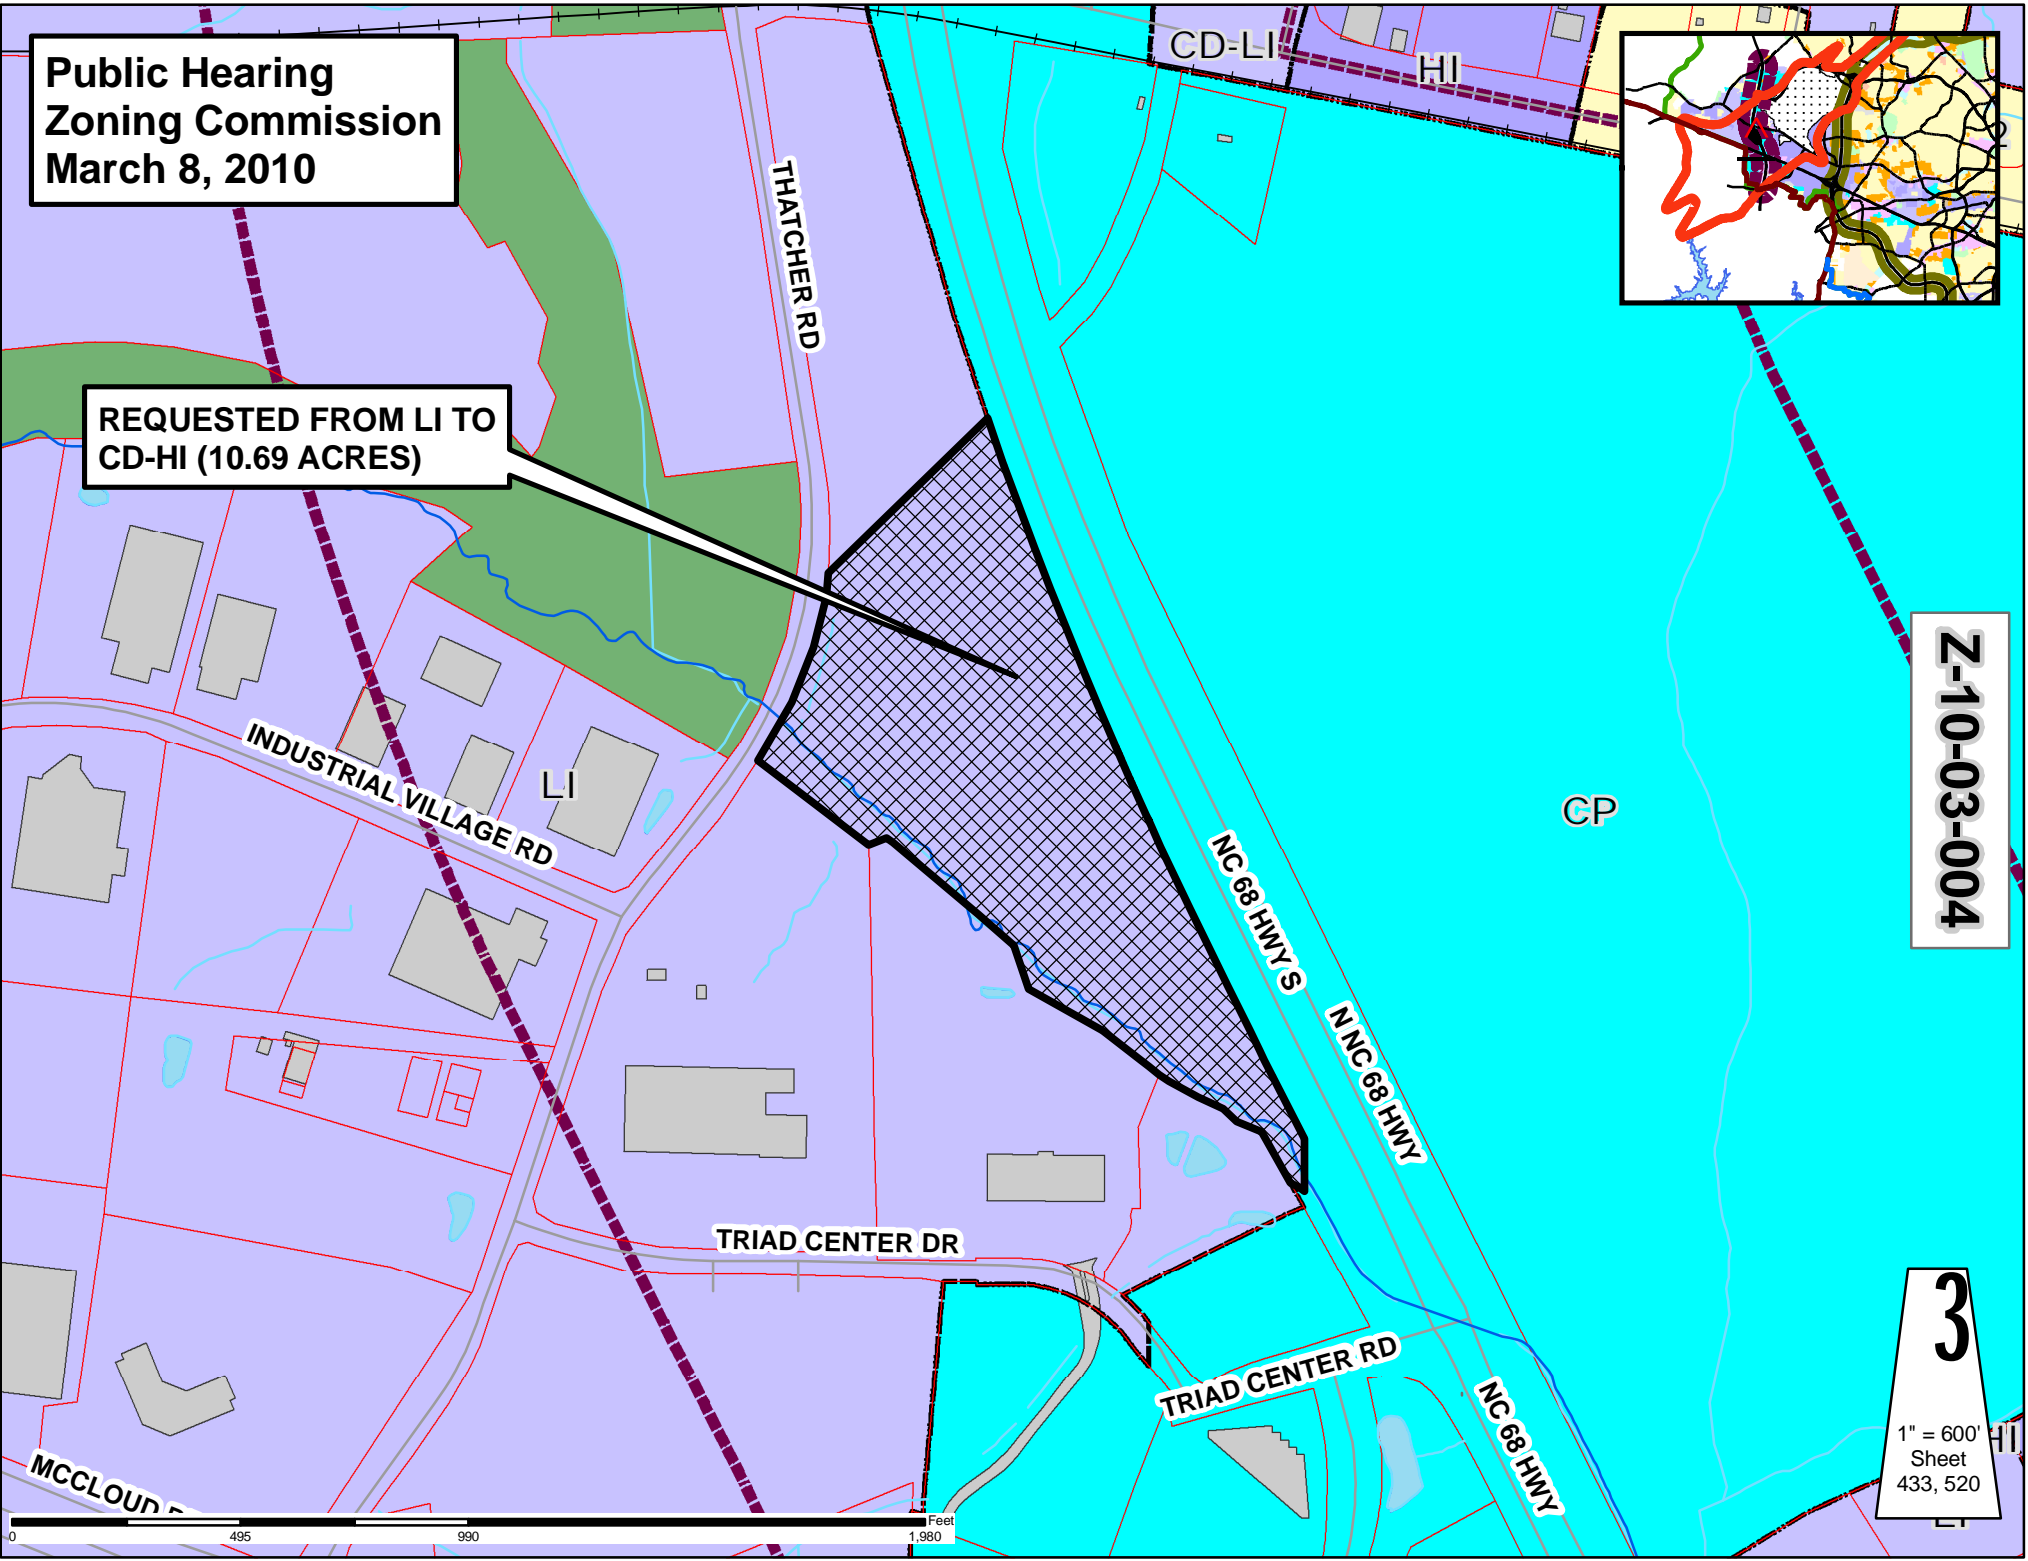 Public Hearing
Zoning Commission
March 8, 2010
CD-LI
HI
THATCHER RD
REQUESTED FROM LI TO
CD-HI (10.69 ACRES)
Z-10-03-004
INDUSTRIAL VILLAGE RD
LI
CP
NC 68 HWY S
N NC 68 HWY
TRIAD CENTER DR
TRIAD CENTER RD
NC 68 HWY
MCCLOUD
3
1" = 600'
Sheet
433, 520
HI
0 495 990 1,980
Feet